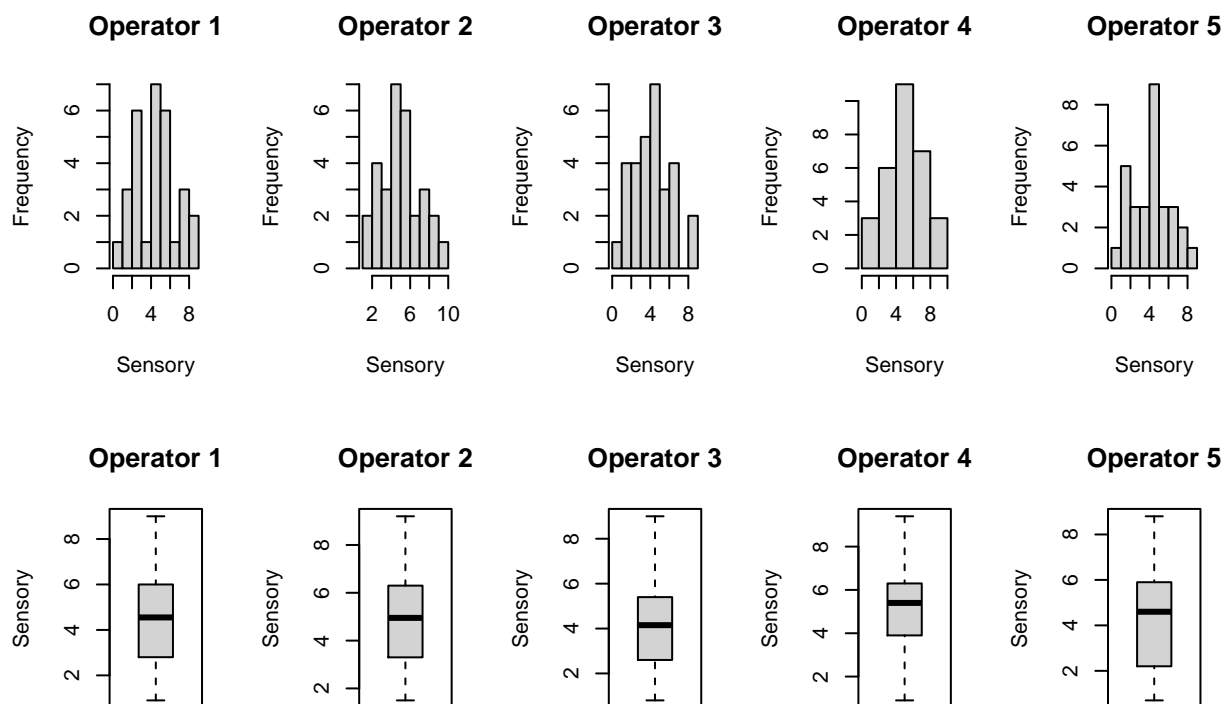 Operator 1 Operator 2 Operator 3 Operator 4 Operator 5
Frequency
0 2 4 6
0 4 8
Sensory
Frequency
0 2 4 6
2 6 10
Sensory
Frequency
0 2 4 6
0 4 8
Sensory
Frequency
0 2 4 6 8
0 4 8
Sensory
Frequency
0 2 4 6 8
0 4 8
Sensory
Operator 1 Operator 2 Operator 3 Operator 4 Operator 5
Sensory
2 4 6 8
Sensory
2 4 6 8
Sensory
2 4 6 8
Sensory
2 4 6 8
Sensory
2 4 6 8